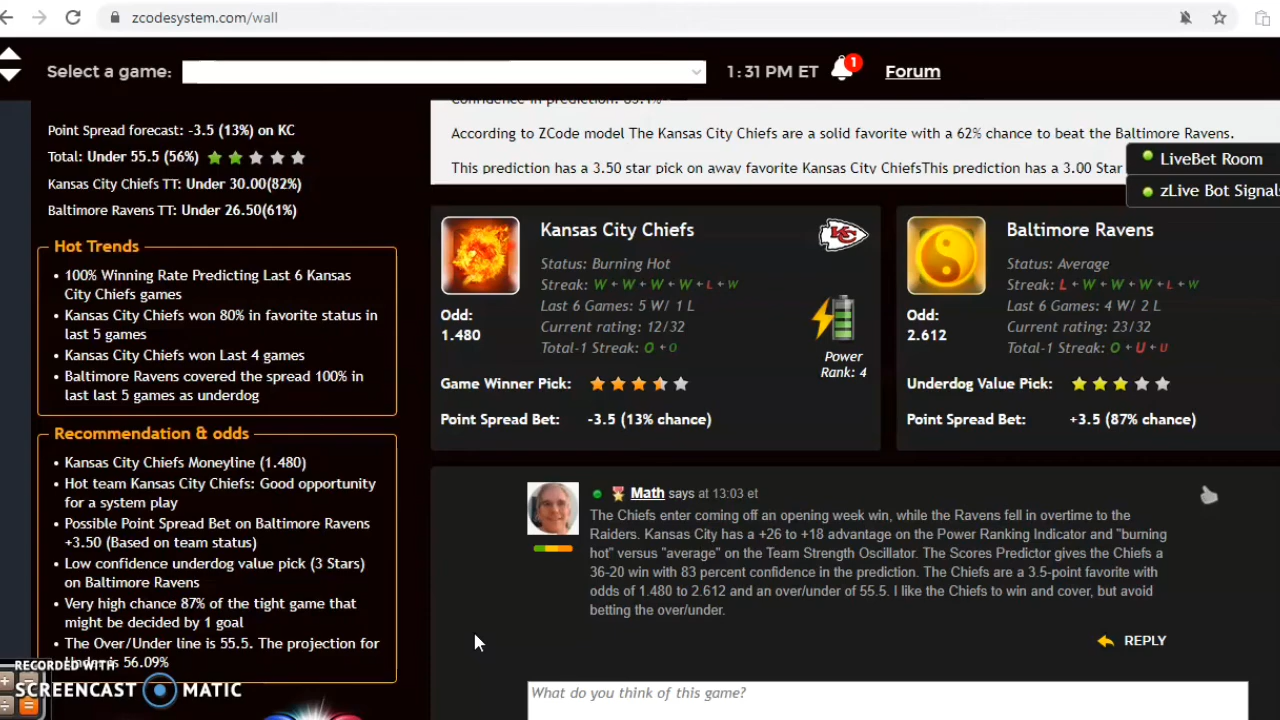 zcodesystem.com/wall
Select a game:
1:31 PM ET
1
Forum
Point Spread forecast: -3.5 (13%) on KC
Total: Under 55.5 (56%)
Kansas City Chiefs TT: Under 30.00(82%)
Baltimore Ravens TT: Under 26.50(61%)
Hot Trends
100% Winning Rate Predicting Last 6 Kansas
City Chiefs games
Kansas City Chiefs won 80% in favorite status in
last 5 games
Kansas City Chiefs won Last 4 games
Baltimore Ravens covered the spread 100% in
last last 5 games as underdog
Recommendation & odds
Kansas City Chiefs Moneyline (1.480)
Hot team Kansas City Chiefs: Good opportunity
for a system play
Possible Point Spread Bet on Baltimore Ravens
+3.50 (Based on team status)
Low confidence underdog value pick (3 Stars)
on Baltimore Ravens
Very high chance 87% of the tight game that
might be decided by 1 goal
The Over/Under line is 55.5. The projection for
is 56.09%
RECORDED WITH
SCREENCAST MATIC
Confidence in prediction:
According to ZCode model The Kansas City Chiefs are a solid favorite with a 62% chance to beat the Baltimore Ravens.
This prediction has a 3.50 star pick on away favorite Kansas City ChiefsThis prediction has a 3.00 Star
LiveBet Room
zLive Bot Signals
Kansas City Chiefs
Status: Burning Hot
Streak: W - W - W - W - L - W
Last 6 Games: 5 W/ 1 L
Current rating: 12/32
Total-1 Streak: O - O
Odd:
1.480
Power
Rank: 4
Game Winner Pick:
Point Spread Bet: -3.5 (13% chance)
Baltimore Ravens
Status: Average
Streak: L - W - W - W - L - W
Last 6 Games: 4 W/ 2 L
Current rating: 23/32
Total-1 Streak: O - U - U
Odd:
2.612
Underdog Value Pick:
Point Spread Bet: +3.5 (87% chance)
Math says at 13:03 et
The Chiefs enter coming off an opening week win, while the Ravens fell in overtime to the
Raiders. Kansas City has a +26 to +18 advantage on the Power Ranking Indicator and "burning
hot" versus "average" on the Team Strength Oscillator. The Scores Predictor gives the Chiefs a
36-20 win with 83 percent confidence in the prediction. The Chiefs are a 3.5-point favorite with
odds of 1.480 to 2.612 and an over/under of 55.5. I like the Chiefs to win and cover, but avoid
betting the over/under.
REPLY
What do you think of this game?